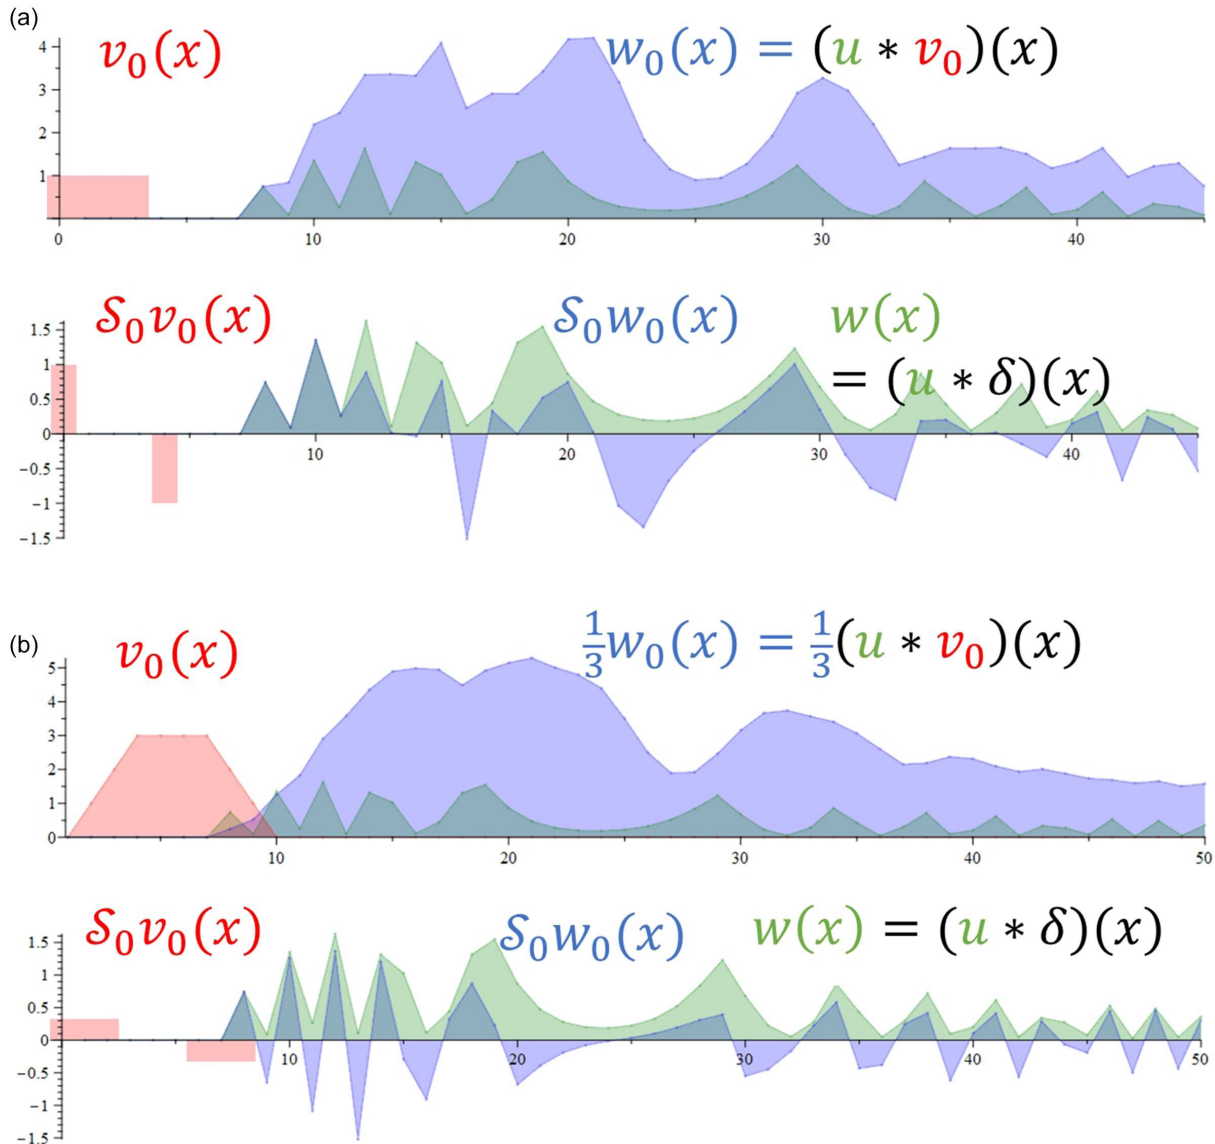 (a)
v₀(x)
w₀(x) = (u * v₀)(x)
4
3
2
1
0 10 20 30 40
S₀v₀(x) S₀w₀(x) w(x)
= (u * δ)(x)
1.5
1
0.5
0
10 20 30 40
−0.5
−1
−1.5
(b)
v₀(x)
1/3 w₀(x) = 1/3 (u * v₀)(x)
5
4
3
2
1
0
10 20 30 40 50
S₀v₀(x) S₀w₀(x) w(x) = (u * δ)(x)
1.5
1
0.5
0
10 20 30 40 50
−0.5
−1
−1.5